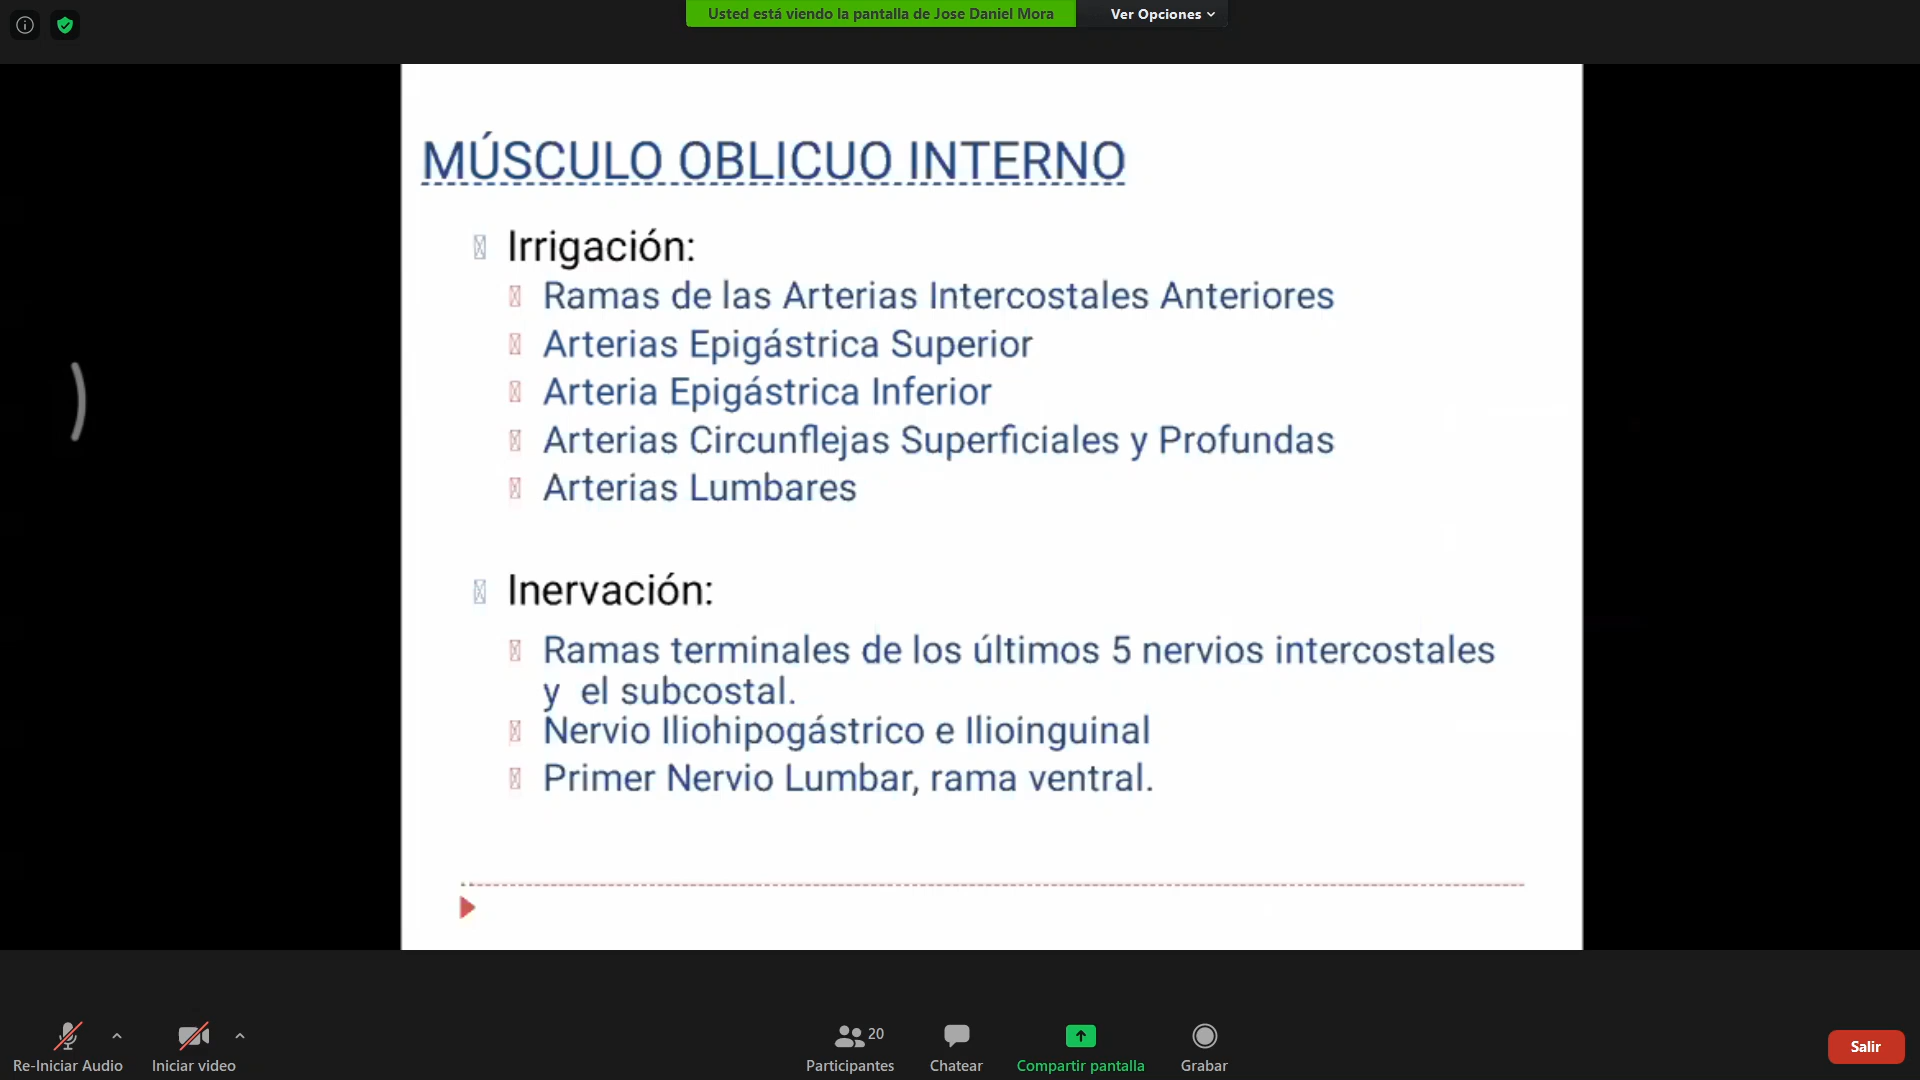 Usted está viendo la pantalla de Jose Daniel Mora
Ver Opciones
MÚSCULO OBLICUO INTERNO
Irrigación:
Ramas de las Arterias Intercostales Anteriores
Arterias Epigástrica Superior
Arteria Epigástrica Inferior
Arterias Circunflejas Superficiales y Profundas
Arterias Lumbares
Inervación:
Ramas terminales de los últimos 5 nervios intercostales
y el subcostal.
Nervio Iliohipogástrico e Ilioinguinal
Primer Nervio Lumbar, rama ventral.
Re-Iniciar Audio
Iniciar video
20
Participantes
Chatear
Compartir pantalla
Grabar
Salir